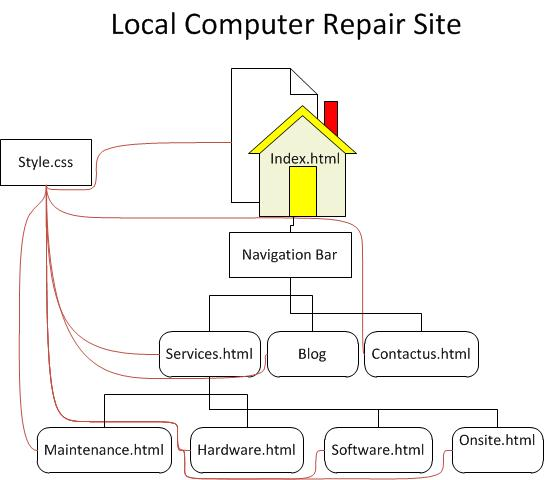 Local Computer Repair Site
Index.html
Style.css
Navigation Bar
Services.html
Blog
Contactus.html
Maintenance.html
Hardware.html
Software.html
Onsite.html